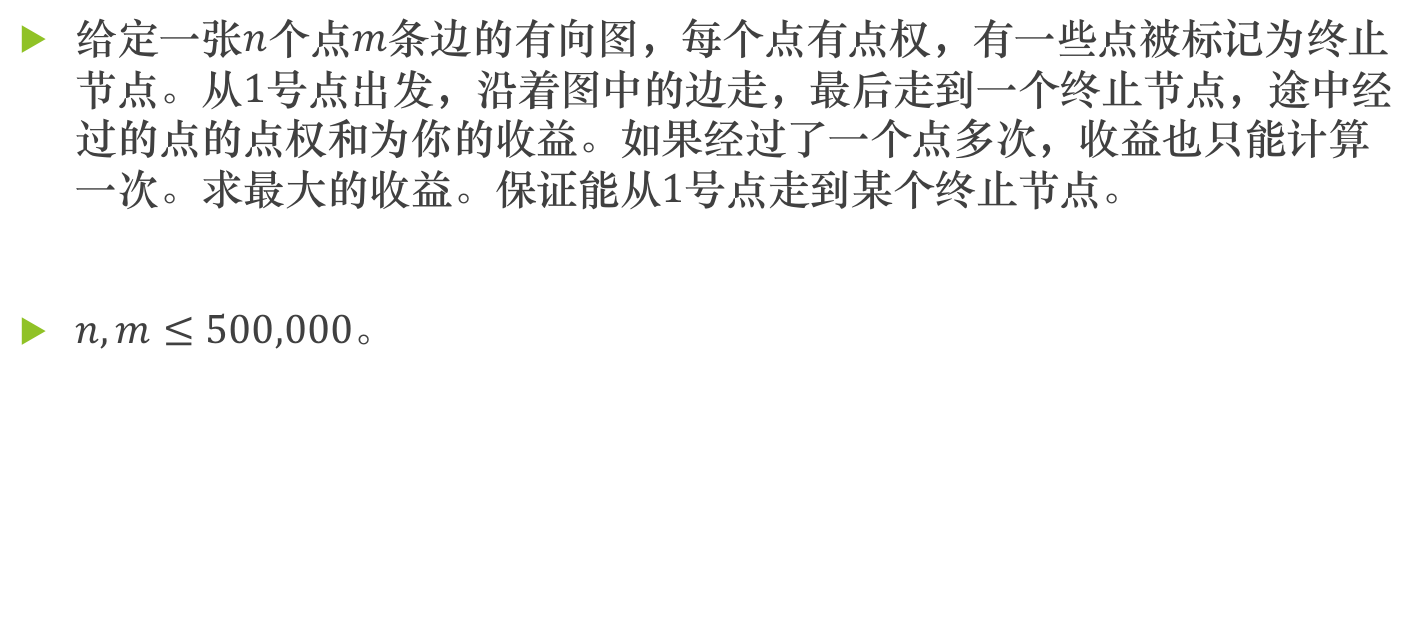 给定一张n个点m条边的有向图，每个点有点权，有一些点被标记为终止
节点。从1号点出发，沿着图中的边走，最后走到一个终止节点，途中经
过的点的点权和为你的收益。如果经过了一个点多次，收益也只能计算
一次。求最大的收益。保证能从1号点走到某个终止节点。
n, m ≤ 500,000。